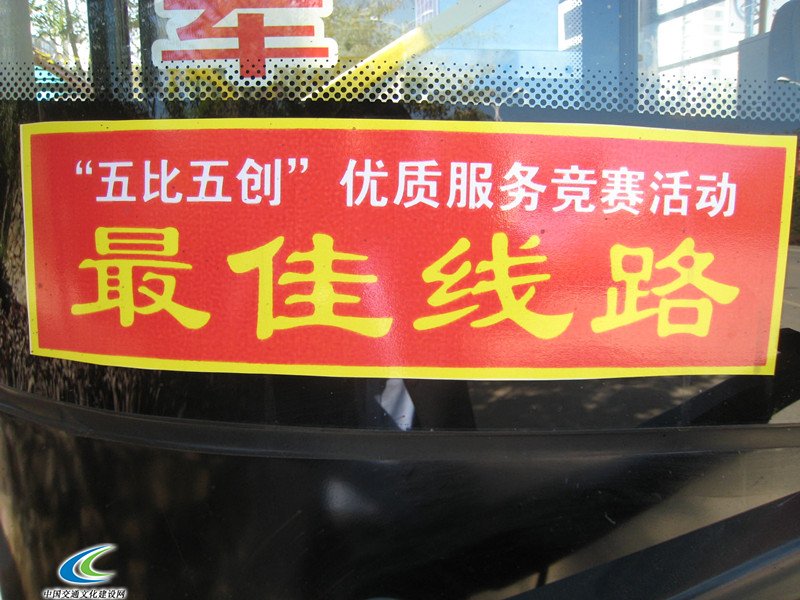 军
“五比五创”优质服务竞赛活动
最佳线路
中国交通文化建设网